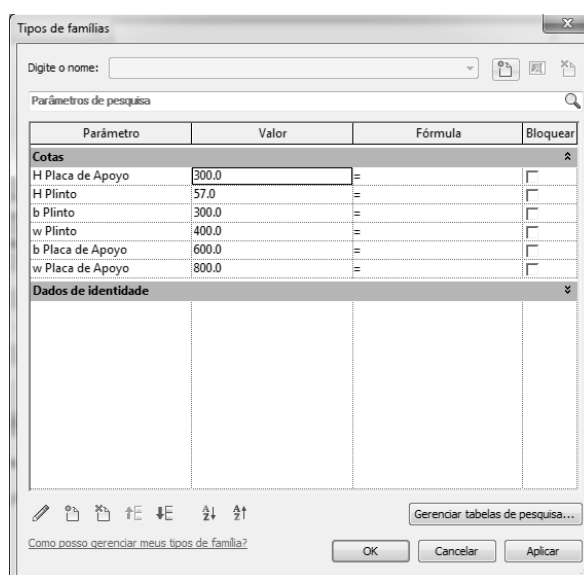 Tipos de famílias
Digite o nome:
Parâmetros de pesquisa
Parâmetro Valor Fórmula Bloquear
Cotas
H Placa de Apoyo 300.0 =
H Plinto 57.0 =
b Plinto 300.0 =
w Plinto 400.0 =
b Placa de Apoyo 600.0 =
w Placa de Apoyo 800.0 =
Dados de identidade
Gerenciar tabelas de pesquisa...
Como posso gerenciar meus tipos de família?
OK Cancelar Aplicar